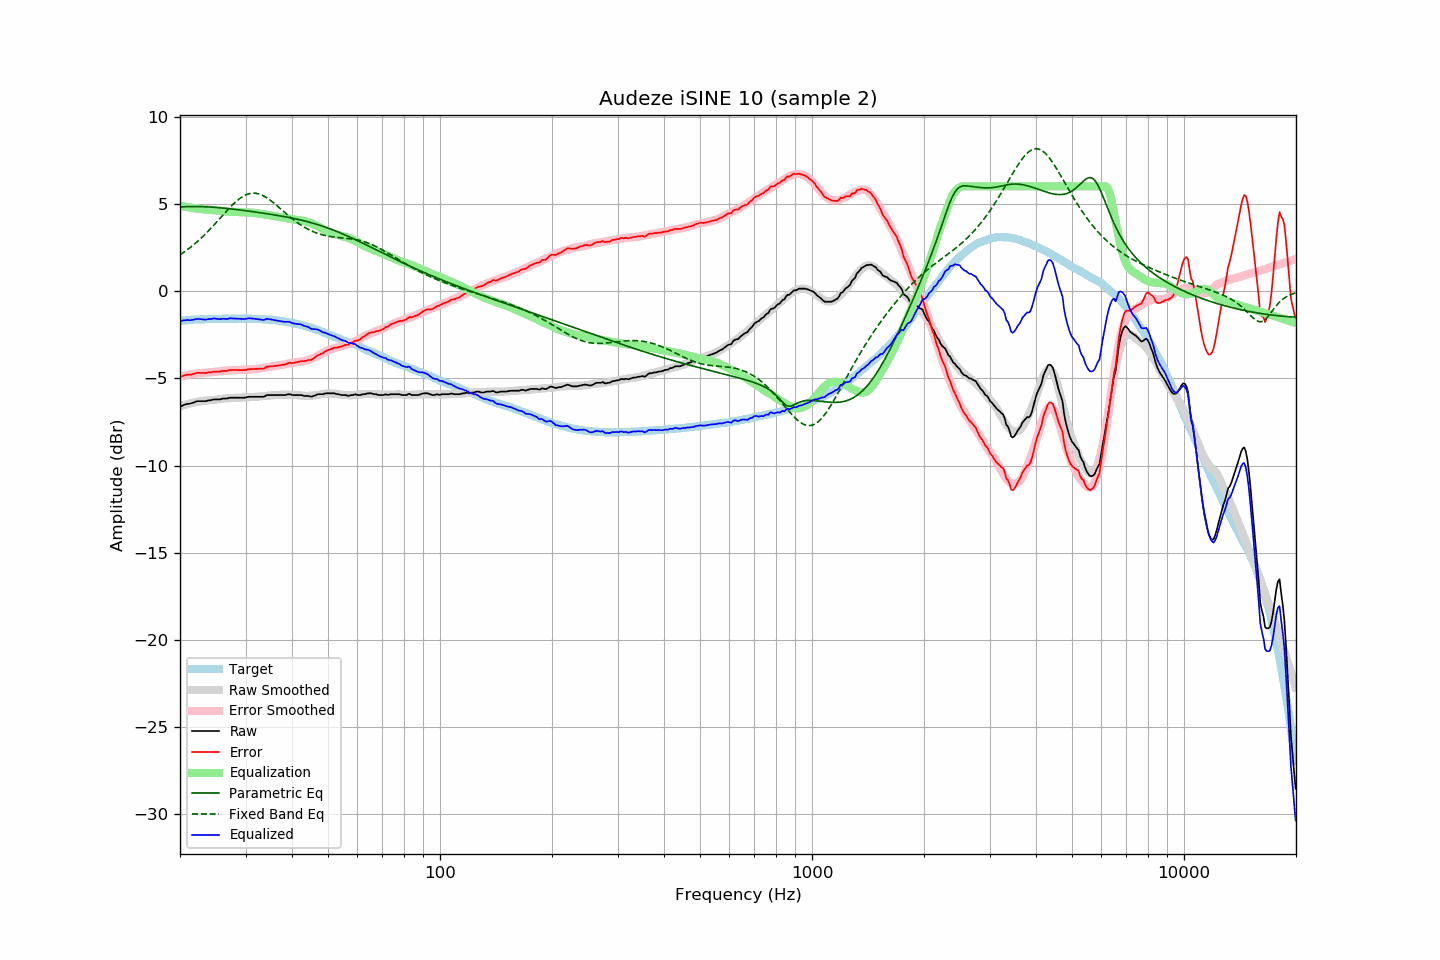 Audeze iSINE 10 (sample 2)
10
5
0
−5
−10
−15
−20
−25
−30
Amplitude (dBr)
Target
Raw Smoothed
Error Smoothed
Raw
Error
Equalization
Parametric Eq
Fixed Band Eq
Equalized
100
1000
10000
Frequency (Hz)